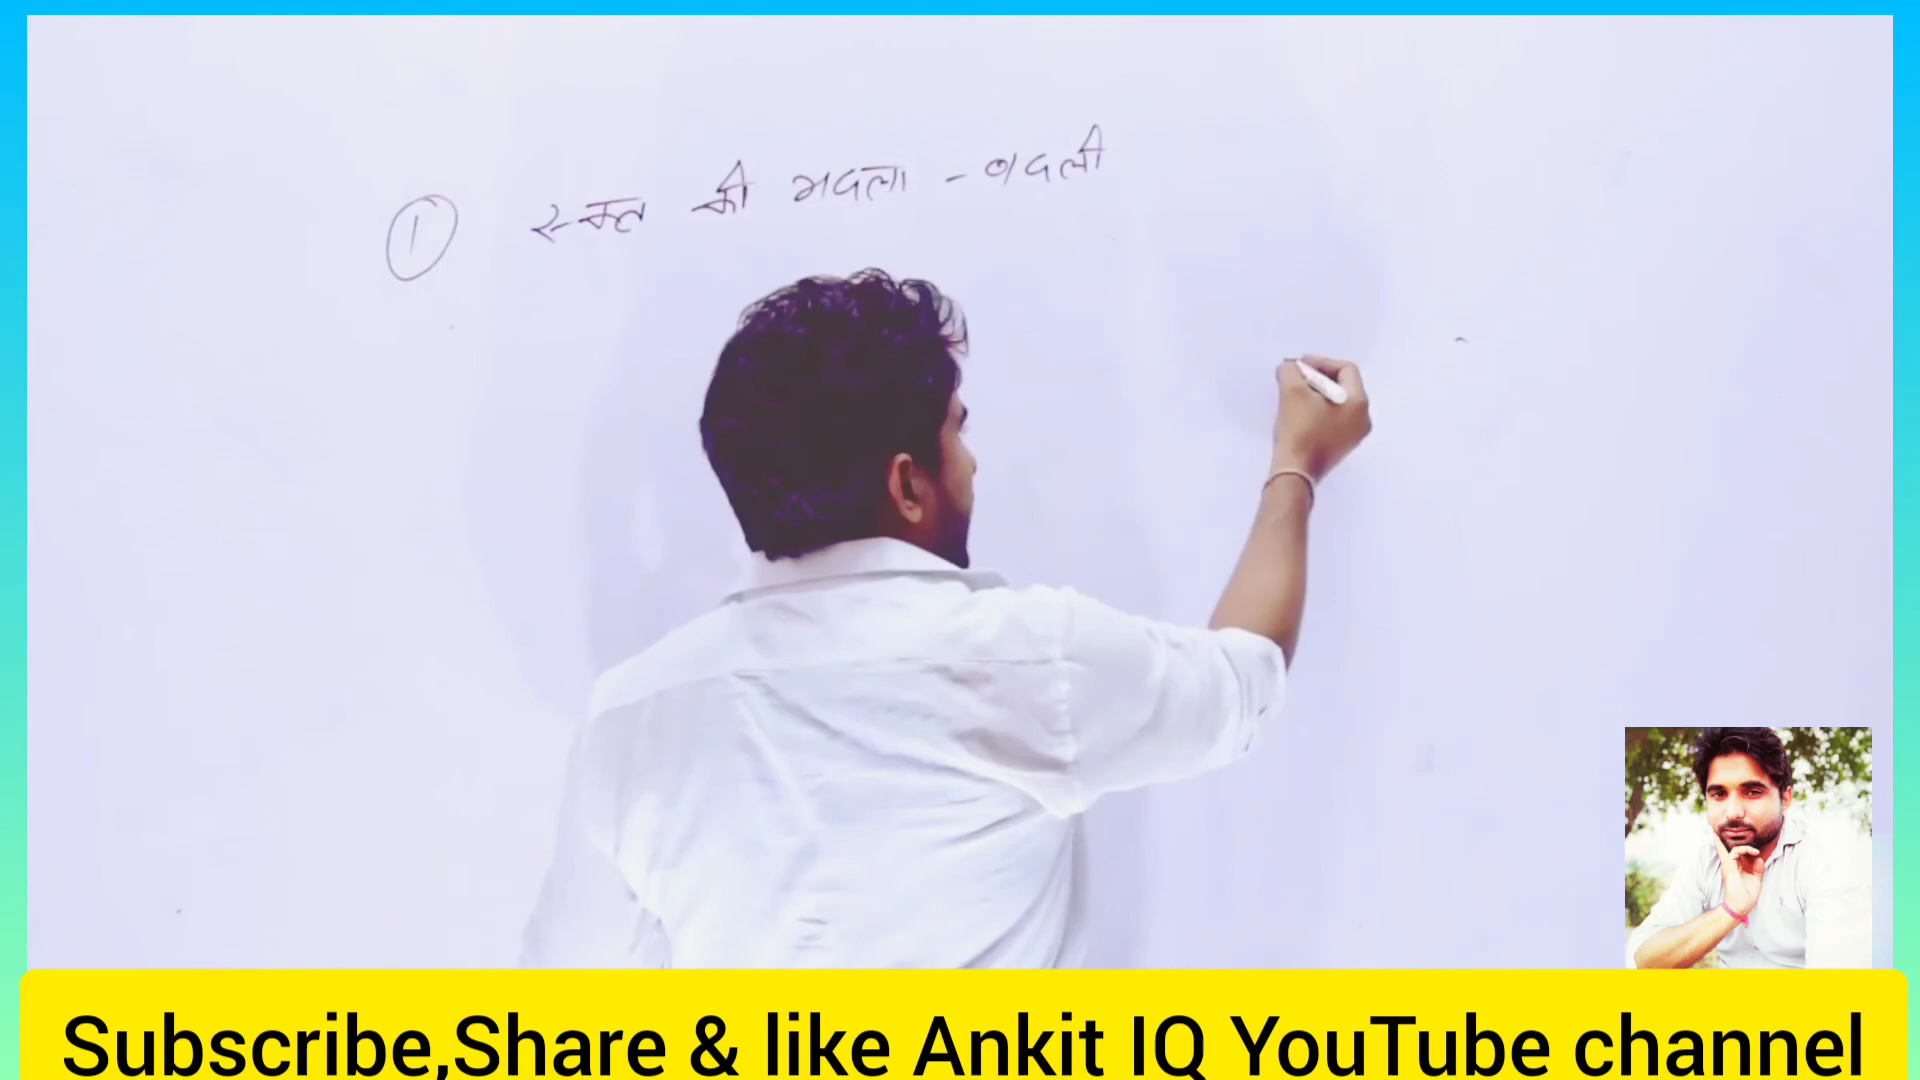 ① रक्त की अदला - बदली
Subscribe,Share & like Ankit IQ YouTube channel